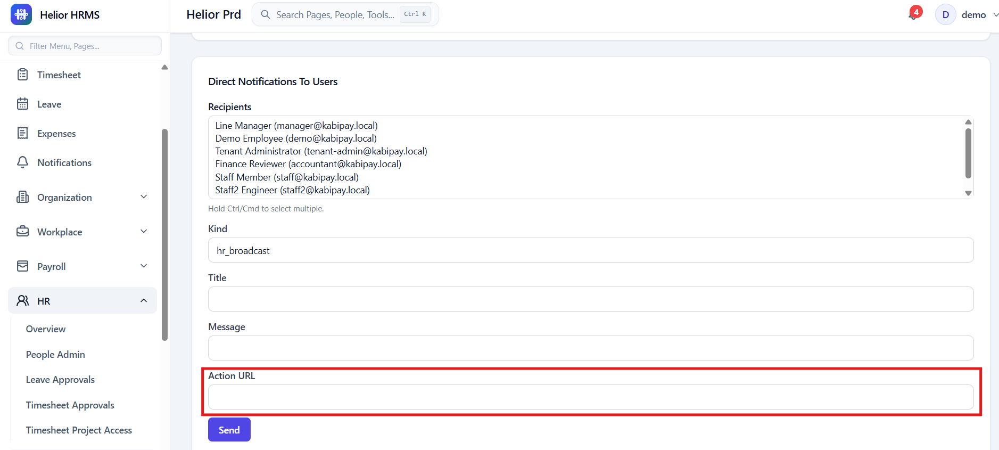 Helior HRMS
Helior Prd
Search Pages, People, Tools...
Ctrl K
4
D
demo
Filter Menu, Pages...
Timesheet
Leave
Expenses
Notifications
Organization
Workplace
Payroll
HR
Overview
People Admin
Leave Approvals
Timesheet Approvals
Timesheet Project Access
Direct Notifications To Users
Recipients
Line Manager (manager@kabipay.local)
Demo Employee (demo@kabipay.local)
Tenant Administrator (tenant-admin@kabipay.local)
Finance Reviewer (accountant@kabipay.local)
Staff Member (staff@kabipay.local)
Staff2 Engineer (staff2@kabipay.local)
Hold Ctrl/Cmd to select multiple.
Kind
hr_broadcast
Title
Message
Action URL
Send